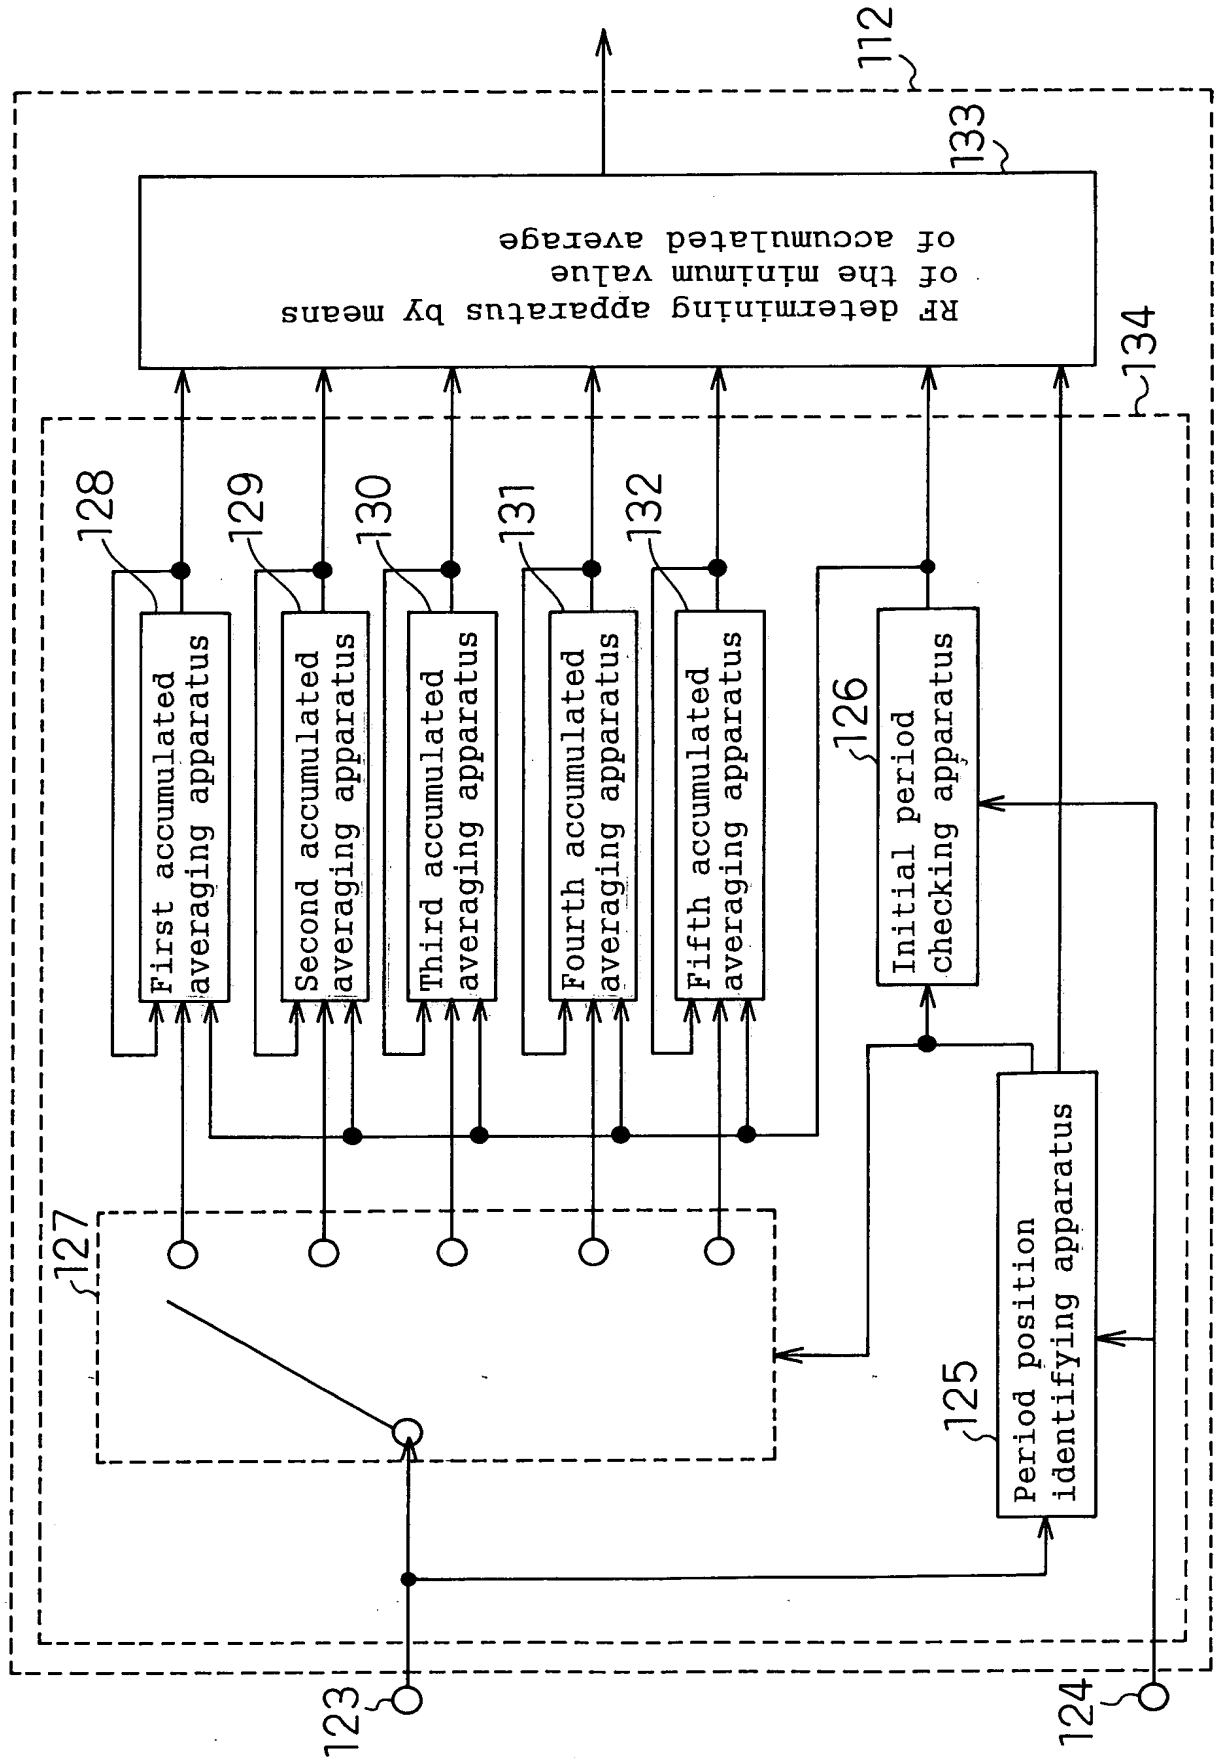 112
133
RF determining apparatus by means
of the minimum value
of accumulated average
134
128
First accumulated
averaging apparatus
129
Second accumulated
averaging apparatus
130
Third accumulated
averaging apparatus
131
Fourth accumulated
averaging apparatus
132
Fifth accumulated
averaging apparatus
126
Initial period
checking apparatus
127
125
Period position
identifying apparatus
123
124